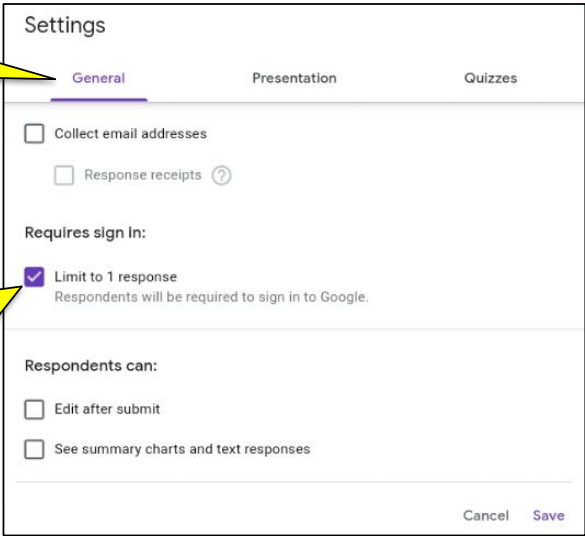 Settings
General Presentation Quizzes
Collect email addresses
Response receipts ?
Requires sign in:
Limit to 1 response
Respondents will be required to sign in to Google.
Respondents can:
Edit after submit
See summary charts and text responses
Cancel Save